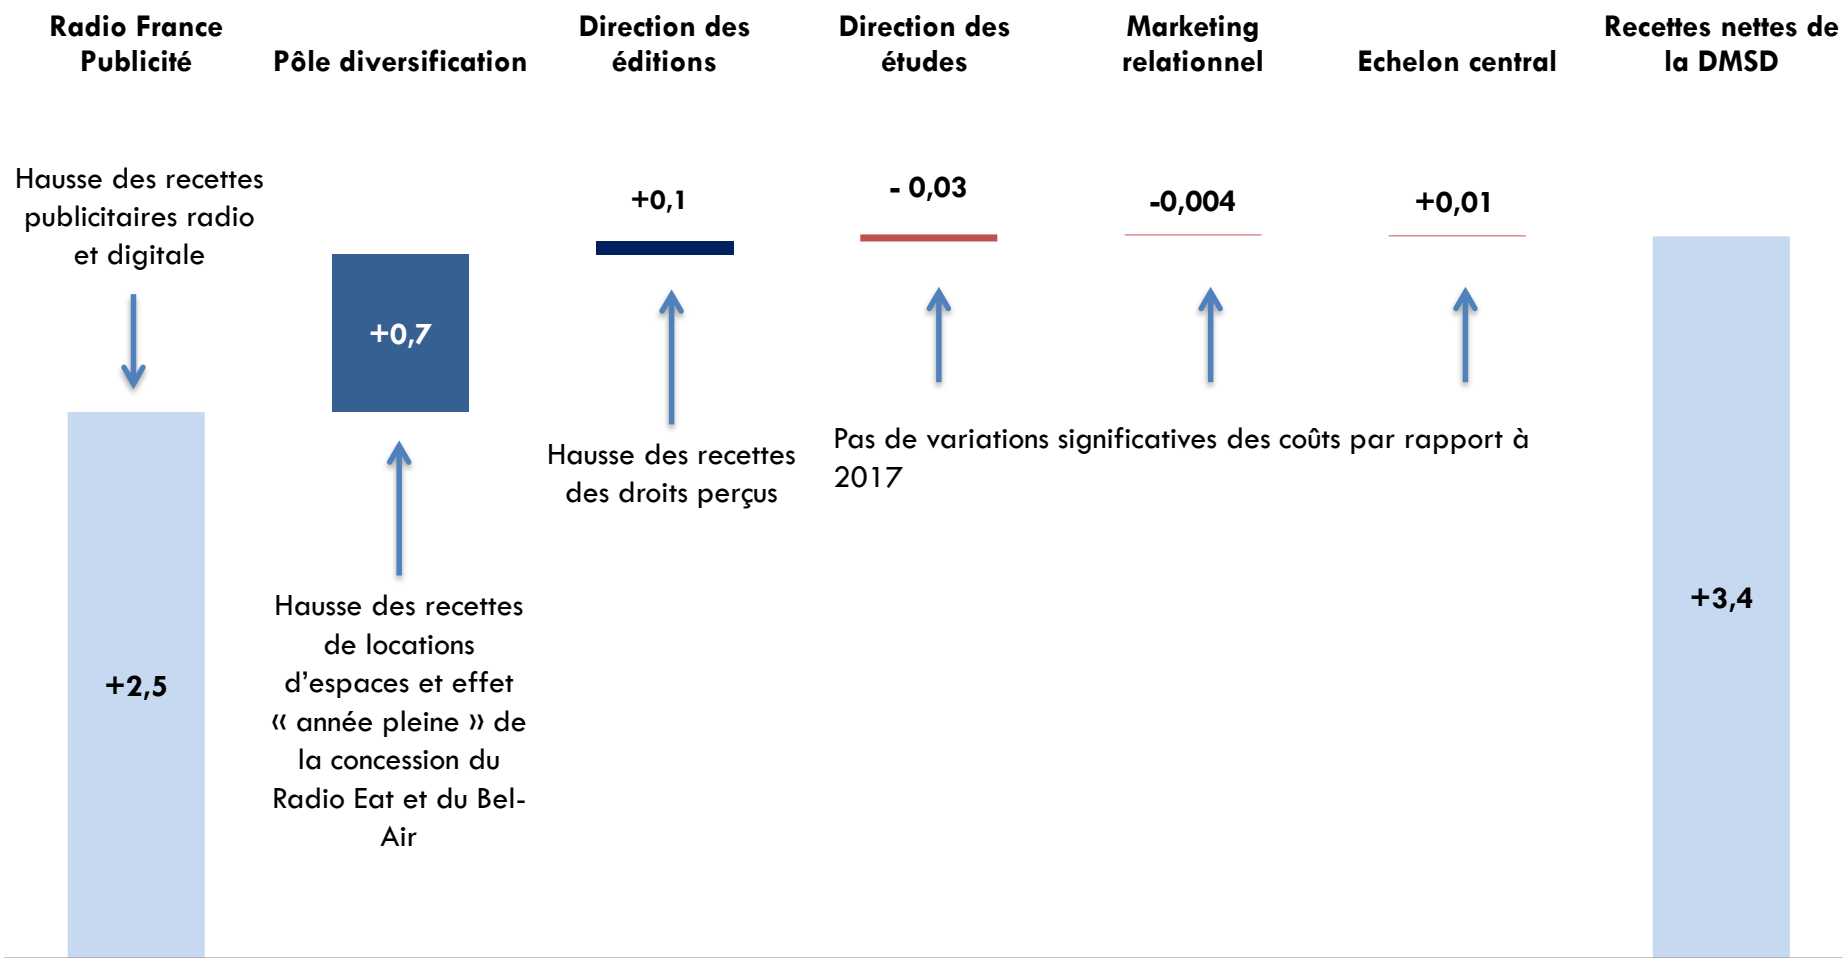 Radio France
Publicité
Pôle diversification
Direction des
éditions
Direction des
études
Marketing
relationnel
Echelon central
Recettes nettes de
la DMSD
Hausse des recettes
publicitaires radio
et digitale
+2,5
+0,7
Hausse des recettes
de locations
d’espaces et effet
« année pleine » de
la concession du
Radio Eat et du Bel-
Air
+0,1
Hausse des recettes
des droits perçus
- 0,03
-0,004
+0,01
Pas de variations significatives des coûts par rapport à
2017
+3,4